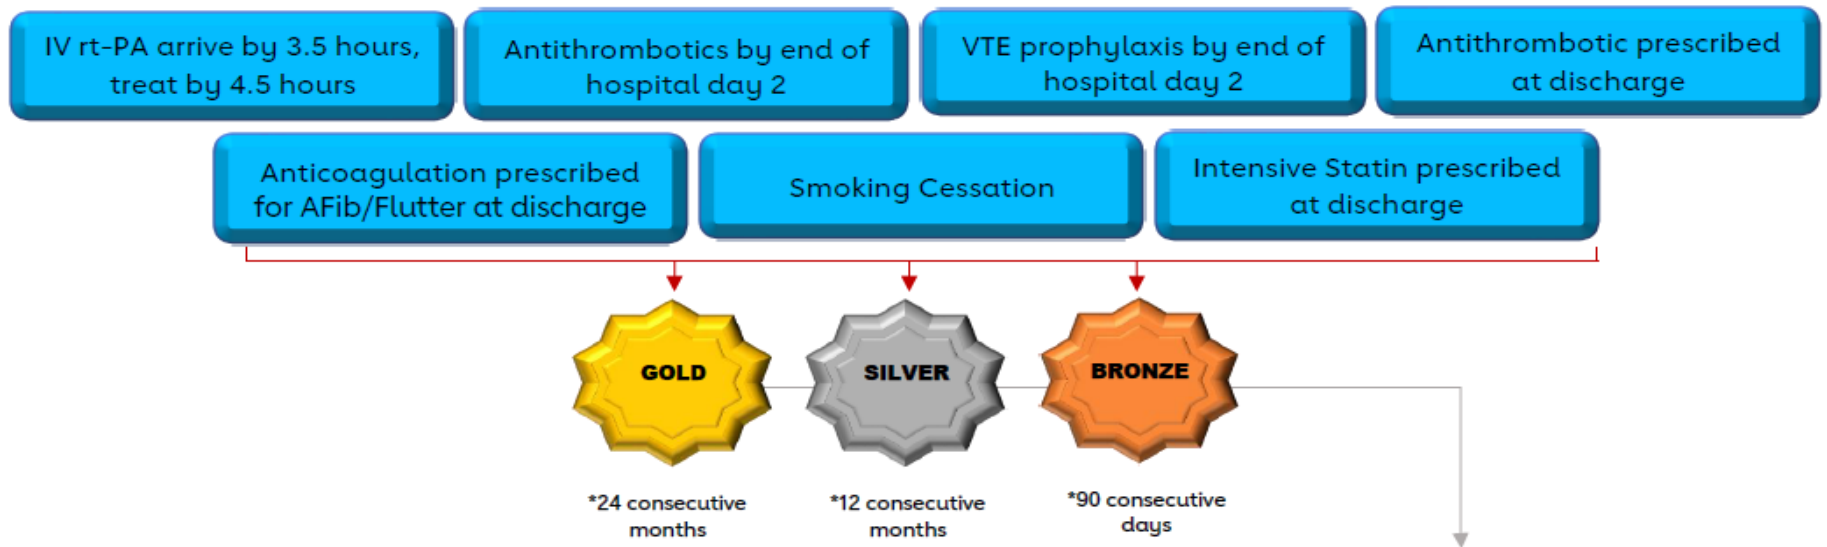 IV rt-PA arrive by 3.5 hours,
treat by 4.5 hours
Antithrombotics by end of
hospital day 2
VTE prophylaxis by end of
hospital day 2
Antithrombotic prescribed
at discharge
Anticoagulation prescribed
for AFib/Flutter at discharge
Smoking Cessation
Intensive Statin prescribed
at discharge
GOLD
SILVER
BRONZE
*24 consecutive
months
*12 consecutive
months
*90 consecutive
days